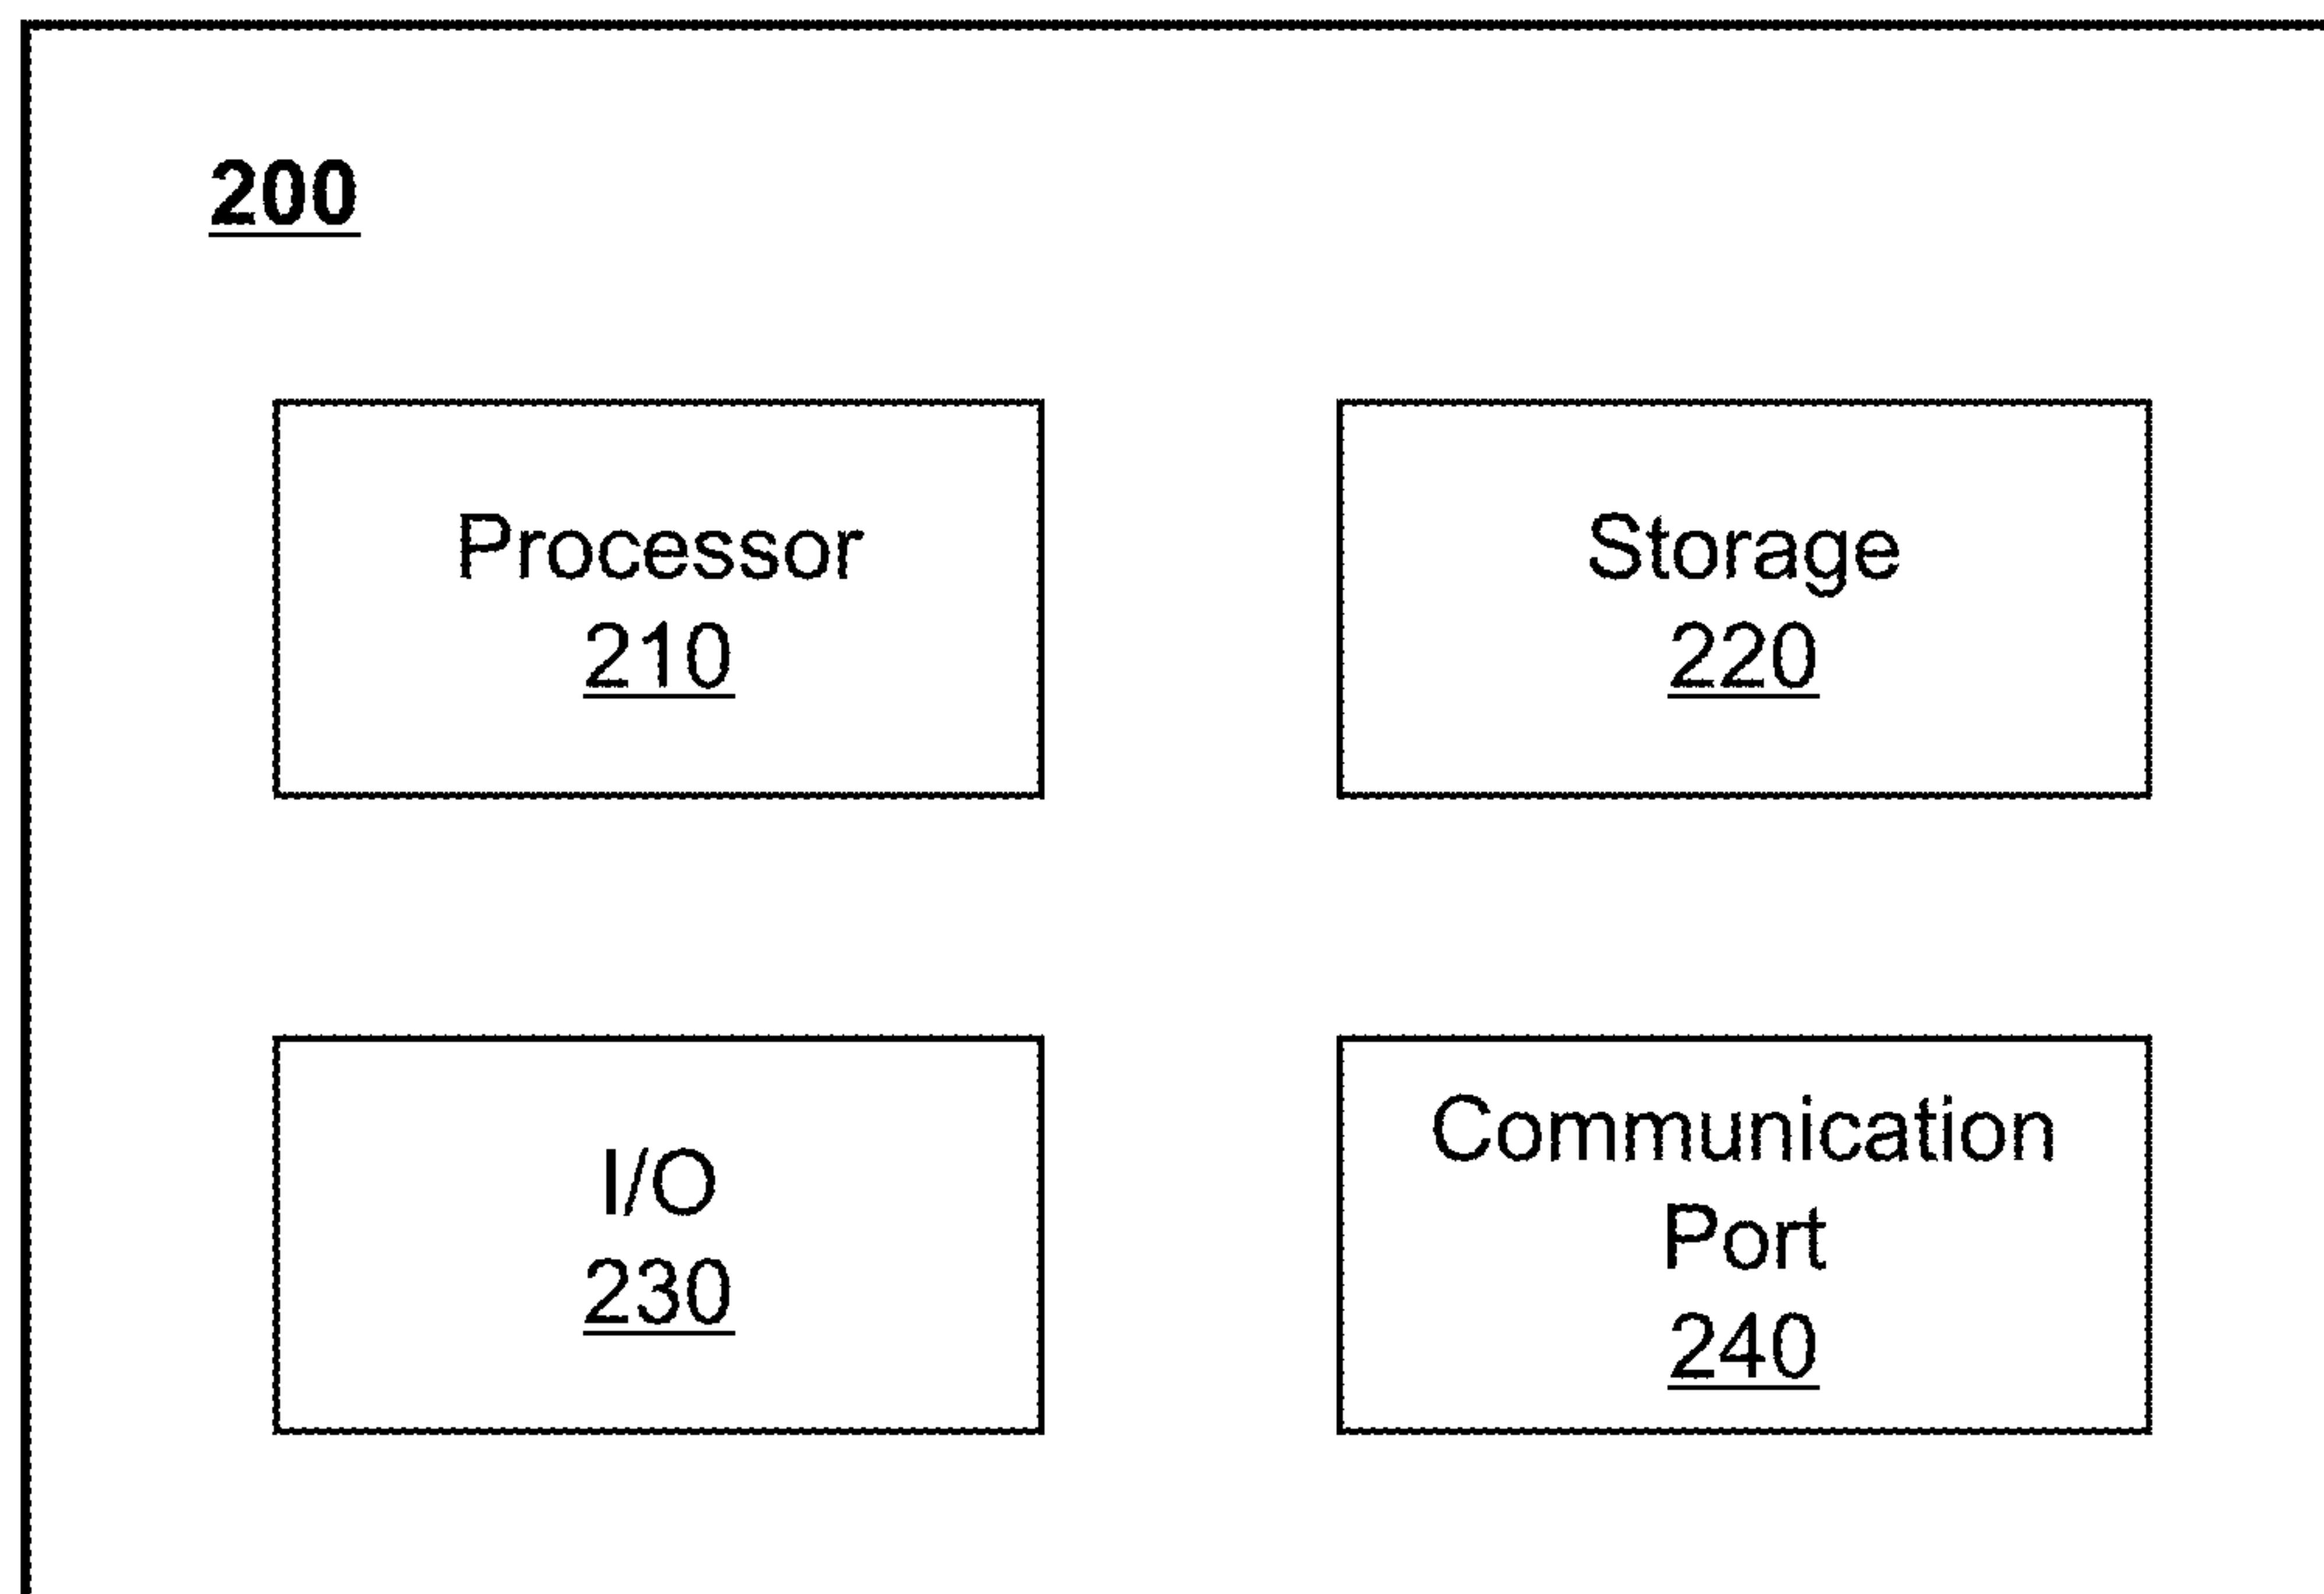 200
Processor
210
Storage
220
I/O
230
Communication
Port
240